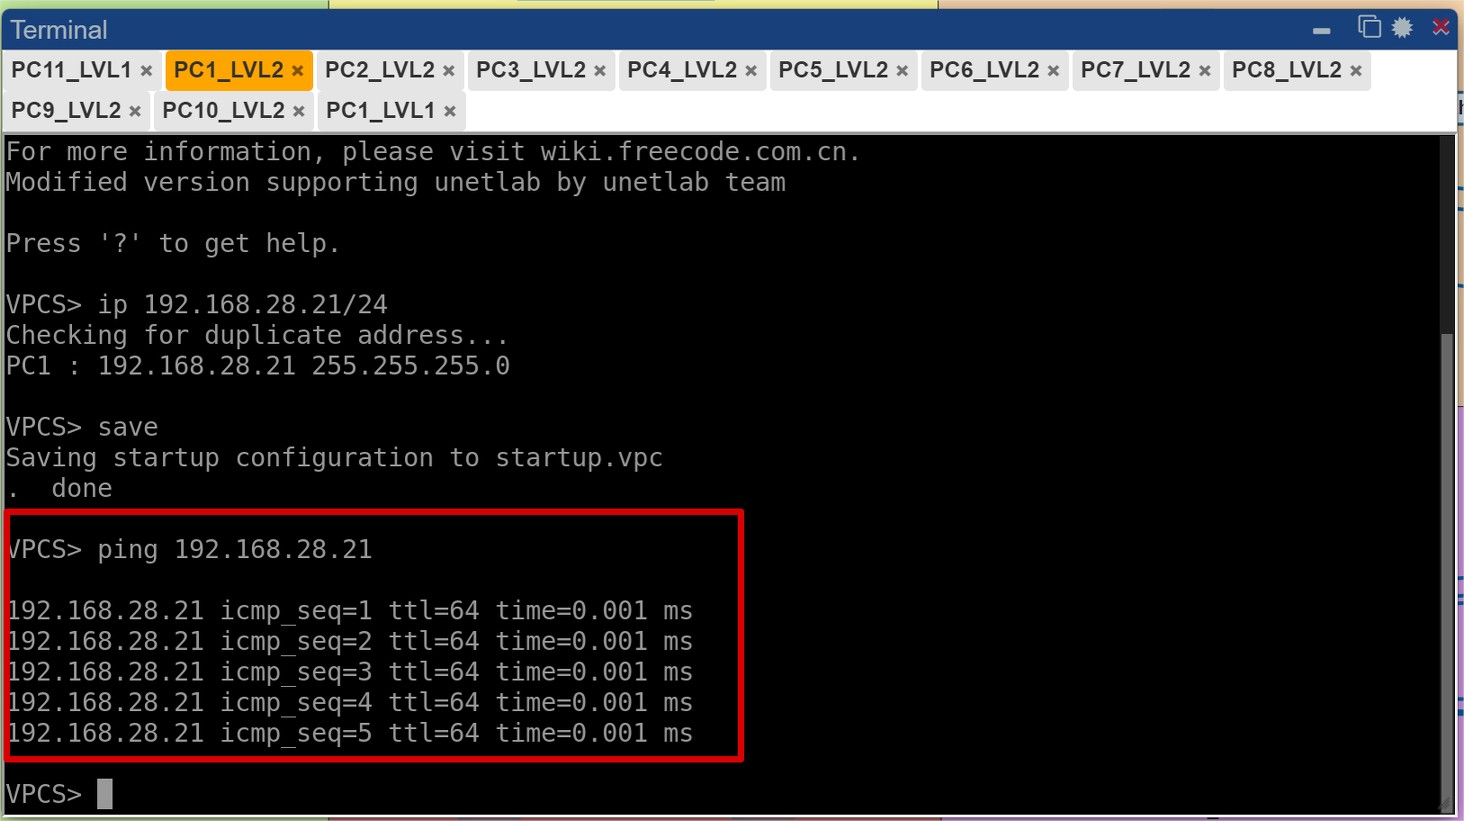 Terminal
PC11_LVL1 × PC1_LVL2 × PC2_LVL2 × PC3_LVL2 × PC4_LVL2 × PC5_LVL2 × PC6_LVL2 × PC7_LVL2 × PC8_LVL2 ×
PC9_LVL2 × PC10_LVL2 × PC1_LVL1 ×
For more information, please visit wiki.freecode.com.cn.
Modified version supporting unetlab by unetlab team
Press '?' to get help.
VPCS> ip 192.168.28.21/24
Checking for duplicate address...
PC1 : 192.168.28.21 255.255.255.0
VPCS> save
Saving startup configuration to startup.vpc
.  done
VPCS> ping 192.168.28.21
192.168.28.21 icmp_seq=1 ttl=64 time=0.001 ms
192.168.28.21 icmp_seq=2 ttl=64 time=0.001 ms
192.168.28.21 icmp_seq=3 ttl=64 time=0.001 ms
192.168.28.21 icmp_seq=4 ttl=64 time=0.001 ms
192.168.28.21 icmp_seq=5 ttl=64 time=0.001 ms
VPCS>